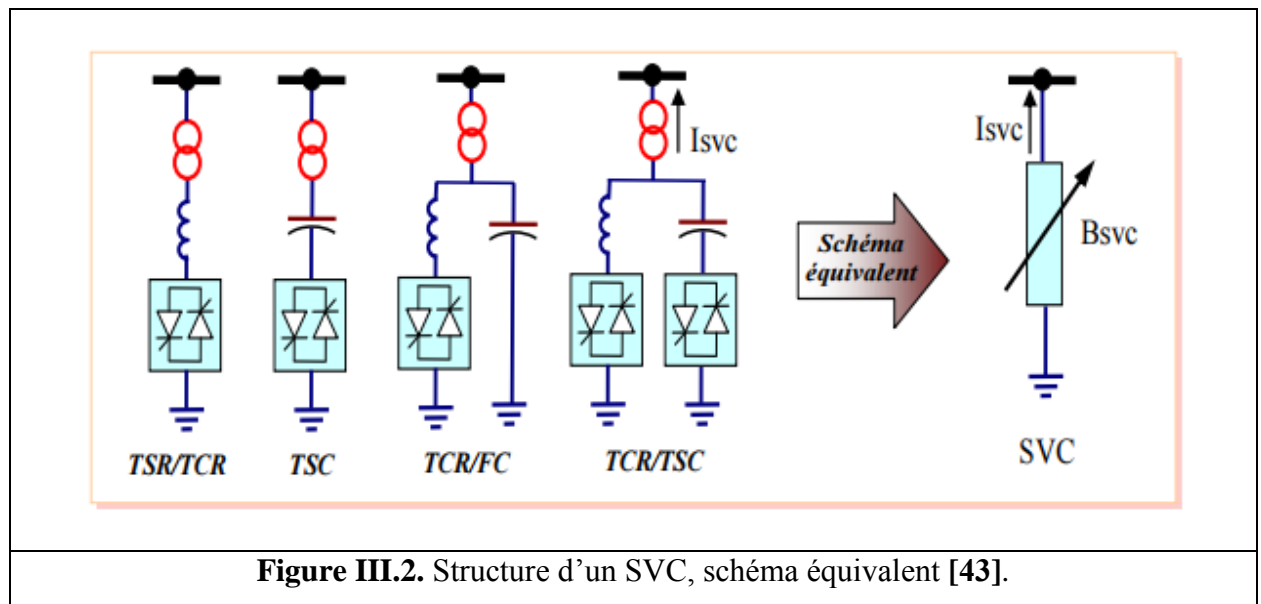 Isvc
Isvc
Bsvc
Schéma
équivalent
TSR/TCR
TSC
TCR/FC
TCR/TSC
SVC
Figure III.2. Structure d’un SVC, schéma équivalent [43].